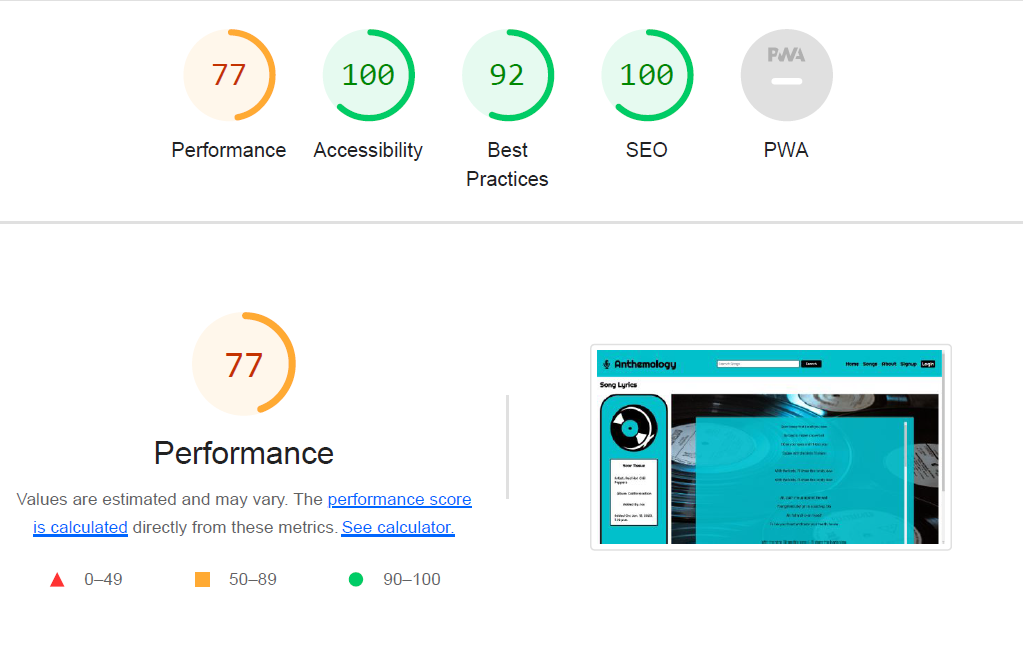 77
100
92
100
PWA
Performance
Accessibility
Best
Practices
SEO
PWA
77
Performance
Values are estimated and may vary. The performance score
is calculated directly from these metrics. See calculator.
0–49
50–89
90–100
Anthemology
Search
Home Songs About Signup Login
Song Lyrics